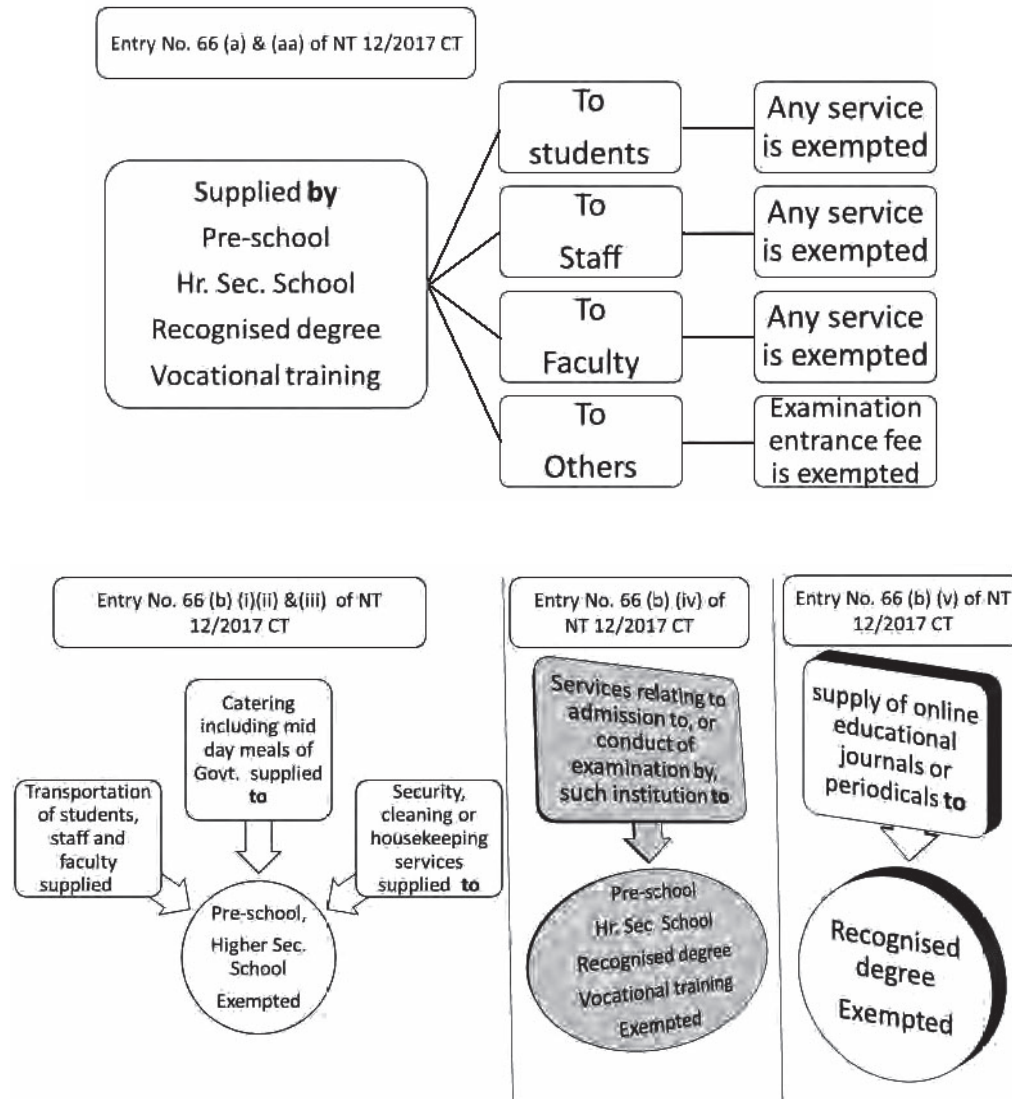 Entry No. 66 (a) & (aa) of NT 12/2017 CT
Supplied by
Pre-school
Hr. Sec. School
Recognised degree
Vocational training
To
students
Any service
is exempted
To
Staff
Any service
is exempted
To
Faculty
Any service
is exempted
To
Others
Examination
entrance fee
is exempted
Entry No. 66 (b) (i)(ii) &(iii) of NT
12/2017 CT
Transportation
of students,
staff and
faculty
supplied
Catering
including mid
day meals of
Govt. supplied
to
Security,
cleaning or
housekeeping
services
supplied to
Pre-school,
Higher Sec.
School
Exempted
Entry No. 66 (b) (iv) of
NT 12/2017 CT
Services relating to
admission to, or
conduct of
examination by,
such institution to
Pre-school
Hr. Sec. School
Recognised degree
Vocational training
Exempted
Entry No. 66 (b) (v) of NT
12/2017 CT
supply of online
educational
journals or
periodicals to
Recognised
degree
Exempted